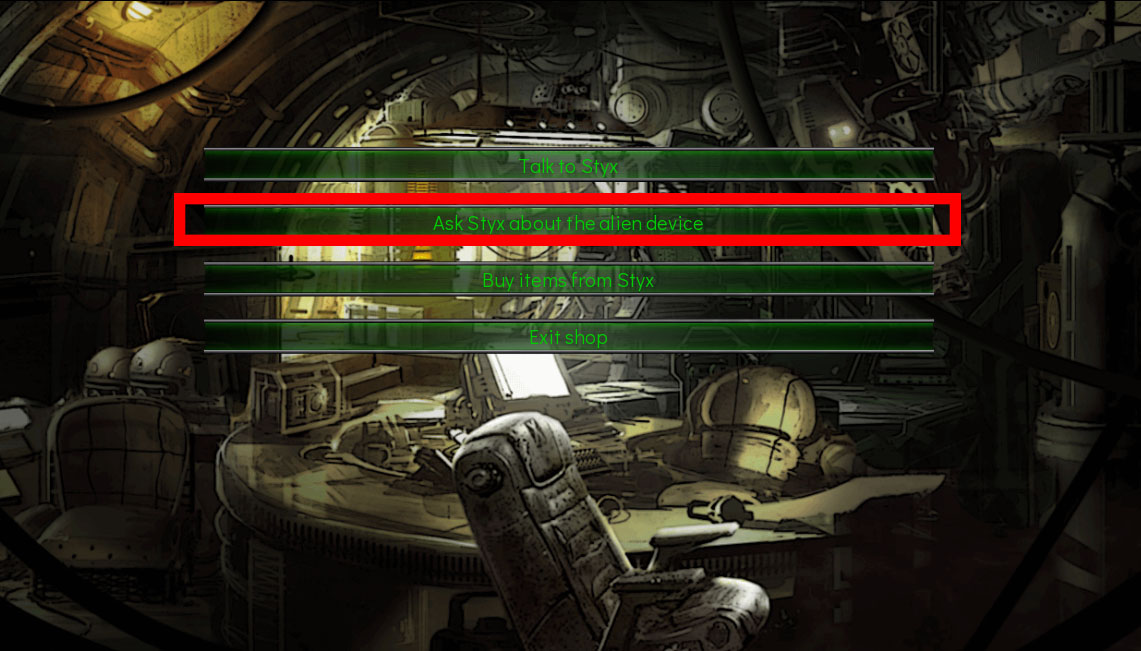 Talk to Styx
Ask Styx about the alien device
Buy items from Styx
Exit shop